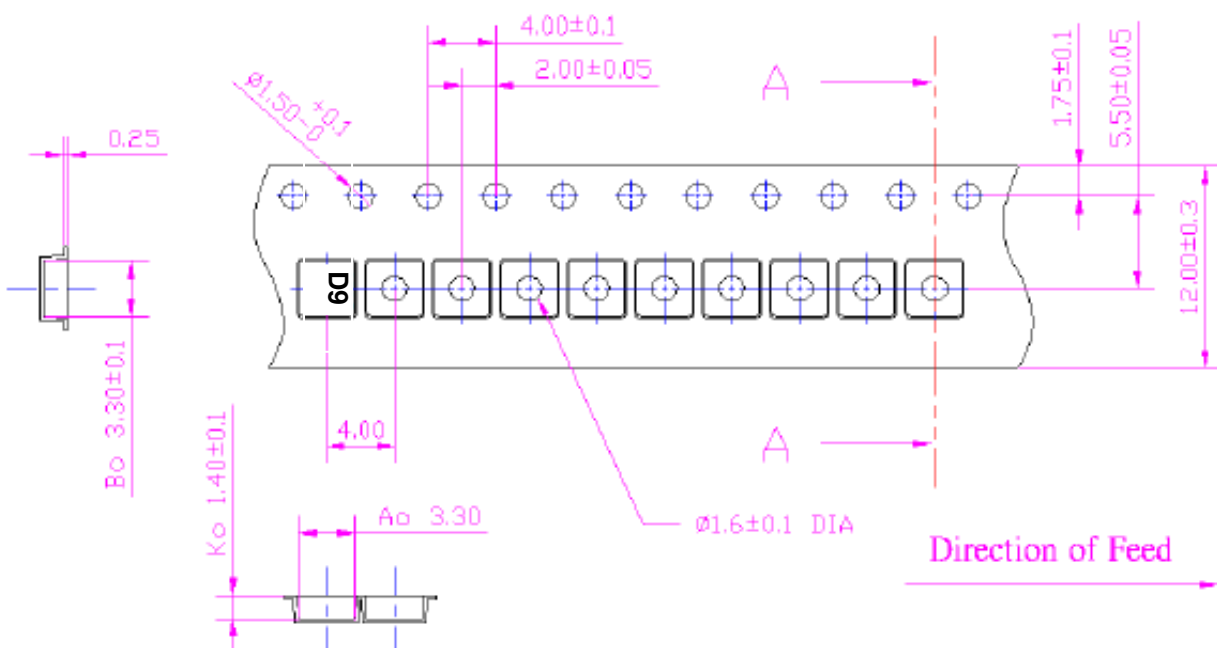 4.00±0.1
2.00±0.05
Ø1.50 +0.1 -0
A
1.75±0.1
5.50±0.05
0.25
12.00±0.3
D9
Bo 3.30±0.1
4.00
A
Ko 1.40±0.1
Ao 3.30
Ø1.6±0.1 DIA
Direction of Feed